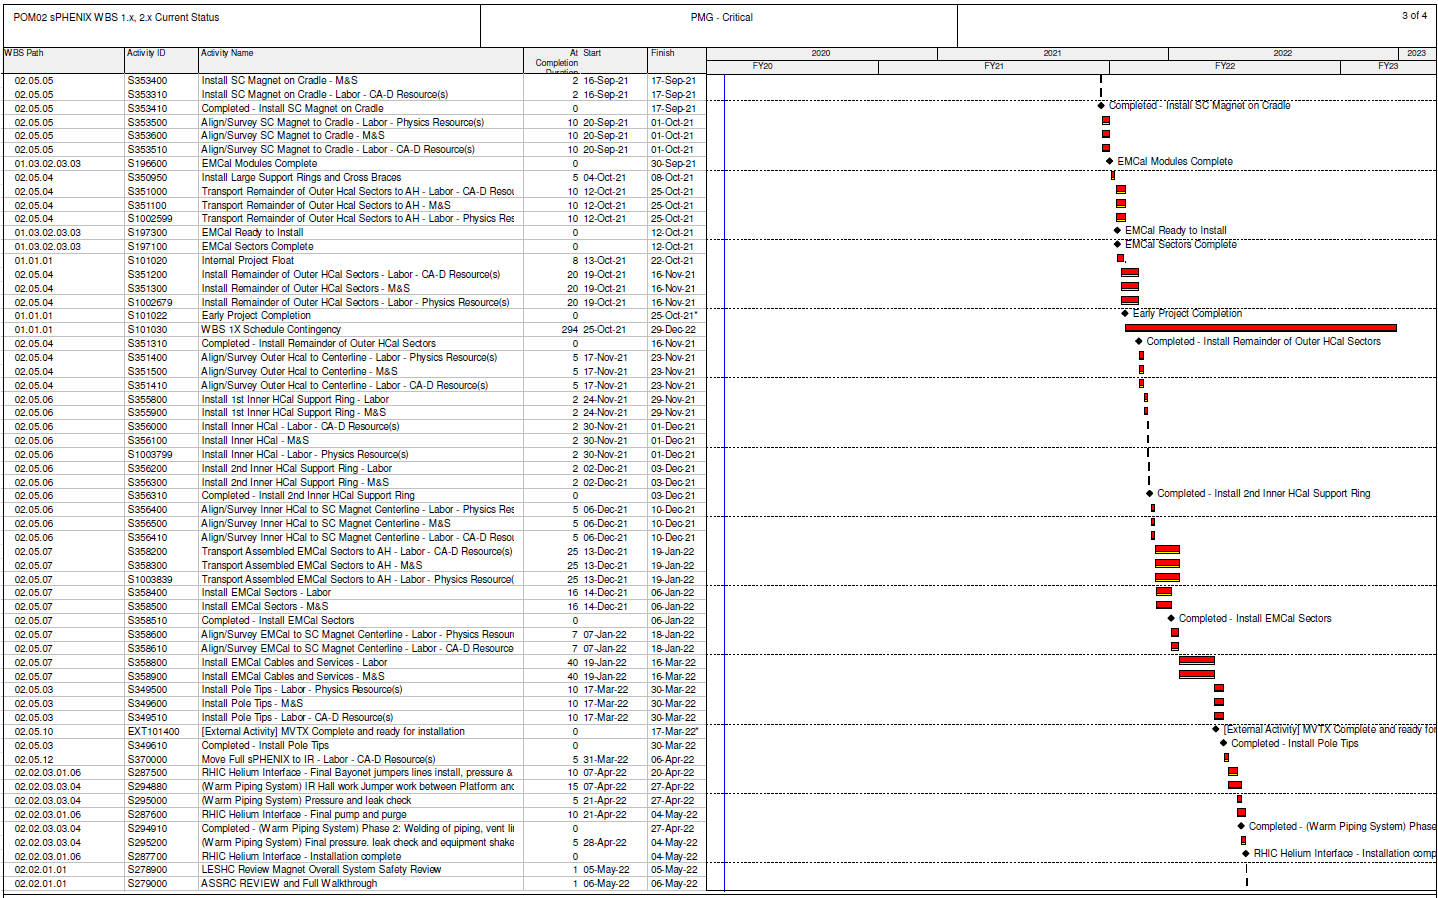 POM02 sPHENIX WBS 1.x, 2.x Current Status
PMG - Critical
3 of 4
WBS Path Activity ID Activity Name At Completion Duration Start Finish 2020 2021 2022 2023
FY20 FY21 FY22 FY23
02.05.05 S353400 Install SC Magnet on Cradle - M&S 2 16-Sep-21 17-Sep-21
02.05.05 S353310 Install SC Magnet on Cradle - Labor - CA-D Resource(s) 2 16-Sep-21 17-Sep-21
02.05.05 S353410 Completed - Install SC Magnet on Cradle 0 17-Sep-21 Completed - Install SC Magnet on Cradle
02.05.05 S353500 Align/Survey SC Magnet to Cradle - Labor - Physics Resource(s) 10 20-Sep-21 01-Oct-21
02.05.05 S353600 Align/Survey SC Magnet to Cradle - M&S 10 20-Sep-21 01-Oct-21
02.05.05 S353510 Align/Survey SC Magnet to Cradle - Labor - CA-D Resource(s) 10 20-Sep-21 01-Oct-21
01.03.02.03.03 S196600 EMCal Modules Complete 0 30-Sep-21 EMCal Modules Complete
02.05.04 S350950 Install Large Support Rings and Cross Braces 5 04-Oct-21 08-Oct-21
02.05.04 S351000 Transport Remainder of Outer Hcal Sectors to AH - Labor - CA-D Resou 10 12-Oct-21 25-Oct-21
02.05.04 S351100 Transport Remainder of Outer Hcal Sectors to AH - M&S 10 12-Oct-21 25-Oct-21
02.05.04 S1002599 Transport Remainder of Outer Hcal Sectors to AH - Labor - Physics Res 10 12-Oct-21 25-Oct-21
01.03.02.03.03 S197300 EMCal Ready to Install 0 12-Oct-21 EMCal Ready to Install
01.03.02.03.03 S197100 EMCal Sectors Complete 0 12-Oct-21 EMCal Sectors Complete
01.01.01 S101020 Internal Project Float 8 13-Oct-21 22-Oct-21
02.05.04 S351200 Install Remainder of Outer HCal Sectors - Labor - CA-D Resource(s) 20 19-Oct-21 16-Nov-21
02.05.04 S351300 Install Remainder of Outer HCal Sectors - M&S 20 19-Oct-21 16-Nov-21
02.05.04 S1002679 Install Remainder of Outer HCal Sectors - Labor - Physics Resource(s) 20 19-Oct-21 16-Nov-21
01.01.01 S101022 Early Project Completion 0 25-Oct-21* Early Project Completion
01.01.01 S101030 WBS 1X Schedule Contingency 294 25-Oct-21 29-Dec-22
02.05.04 S351310 Completed - Install Remainder of Outer HCal Sectors 0 16-Nov-21 Completed - Install Remainder of Outer HCal Sectors
02.05.04 S351400 Align/Survey Outer Hcal to Centerline - Labor - Physics Resource(s) 5 17-Nov-21 23-Nov-21
02.05.04 S351500 Align/Survey Outer Hcal to Centerline - M&S 5 17-Nov-21 23-Nov-21
02.05.04 S351410 Align/Survey Outer Hcal to Centerline - Labor - CA-D Resource(s) 5 17-Nov-21 23-Nov-21
02.05.06 S355800 Install 1st Inner HCal Support Ring - Labor 2 24-Nov-21 29-Nov-21
02.05.06 S355900 Install 1st Inner HCal Support Ring - M&S 2 24-Nov-21 29-Nov-21
02.05.06 S356000 Install Inner HCal - Labor - CA-D Resource(s) 2 30-Nov-21 01-Dec-21
02.05.06 S356100 Install Inner HCal - M&S 2 30-Nov-21 01-Dec-21
02.05.06 S1003799 Install Inner HCal - Labor - Physics Resource(s) 2 30-Nov-21 01-Dec-21
02.05.06 S356200 Install 2nd Inner HCal Support Ring - Labor 2 02-Dec-21 03-Dec-21
02.05.06 S356300 Install 2nd Inner HCal Support Ring - M&S 2 02-Dec-21 03-Dec-21
02.05.06 S356310 Completed - Install 2nd Inner HCal Support Ring 0 03-Dec-21 Completed - Install 2nd Inner HCal Support Ring
02.05.06 S356400 Align/Survey Inner HCal to SC Magnet Centerline - Labor - Physics Res 5 06-Dec-21 10-Dec-21
02.05.06 S356500 Align/Survey Inner HCal to SC Magnet Centerline - M&S 5 06-Dec-21 10-Dec-21
02.05.06 S356410 Align/Survey Inner HCal to SC Magnet Centerline - Labor - CA-D Resou 5 06-Dec-21 10-Dec-21
02.05.07 S358200 Transport Assembled EMCal Sectors to AH - Labor - CA-D Resource(s) 25 13-Dec-21 19-Jan-22
02.05.07 S358300 Transport Assembled EMCal Sectors to AH - M&S 25 13-Dec-21 19-Jan-22
02.05.07 S1003839 Transport Assembled EMCal Sectors to AH - Labor - Physics Resource( 25 13-Dec-21 19-Jan-22
02.05.07 S358400 Install EMCal Sectors - Labor 16 14-Dec-21 06-Jan-22
02.05.07 S358500 Install EMCal Sectors - M&S 16 14-Dec-21 06-Jan-22
02.05.07 S358510 Completed - Install EMCal Sectors 0 06-Jan-22 Completed - Install EMCal Sectors
02.05.07 S358600 Align/Survey EMCal to SC Magnet Centerline - Labor - Physics Resourc 7 07-Jan-22 18-Jan-22
02.05.07 S358610 Align/Survey EMCal to SC Magnet Centerline - Labor - CA-D Resource 7 07-Jan-22 18-Jan-22
02.05.07 S358800 Install EMCal Cables and Services - Labor 40 19-Jan-22 16-Mar-22
02.05.07 S358900 Install EMCal Cables and Services - M&S 40 19-Jan-22 16-Mar-22
02.05.03 S349500 Install Pole Tips - Labor - Physics Resource(s) 10 17-Mar-22 30-Mar-22
02.05.03 S349600 Install Pole Tips - M&S 10 17-Mar-22 30-Mar-22
02.05.03 S349510 Install Pole Tips - Labor - CA-D Resource(s) 10 17-Mar-22 30-Mar-22
02.05.10 EXT101400 [External Activity] MVTX Complete and ready for installation 0 17-Mar-22* [External Activity] MVTX Complete and ready for
02.05.03 S349610 Completed - Install Pole Tips 0 30-Mar-22 Completed - Install Pole Tips
02.05.12 S370000 Move Full sPHENIX to IR - Labor - CA-D Resource(s) 5 31-Mar-22 06-Apr-22
02.02.03.01.06 S287500 RHIC Helium Interface - Final Bayonet jumpers lines install, pressure & 10 07-Apr-22 20-Apr-22
02.02.03.03.04 S294880 (Warm Piping System) IR Hall work Jumper work between Platform and 15 07-Apr-22 27-Apr-22
02.02.03.03.04 S295000 (Warm Piping System) Pressure and leak check 5 21-Apr-22 27-Apr-22
02.02.03.01.06 S287600 RHIC Helium Interface - Final pump and purge 10 21-Apr-22 04-May-22
02.02.03.03.04 S294910 Completed - (Warm Piping System) Phase 2: Welding of piping, vent li 0 27-Apr-22 Completed - (Warm Piping System) Phase
02.02.03.03.04 S295200 (Warm Piping System) Final pressure. leak check and equipment shake 5 28-Apr-22 04-May-22
02.02.03.01.06 S287700 RHIC Helium Interface - Installation complete 0 04-May-22 RHIC Helium Interface - Installation comp
02.02.01.01 S278900 LESHC Review Magnet Overall System Safety Review 1 05-May-22 05-May-22
02.02.01.01 S279000 ASSRC REVIEW and Full Walkthrough 1 06-May-22 06-May-22